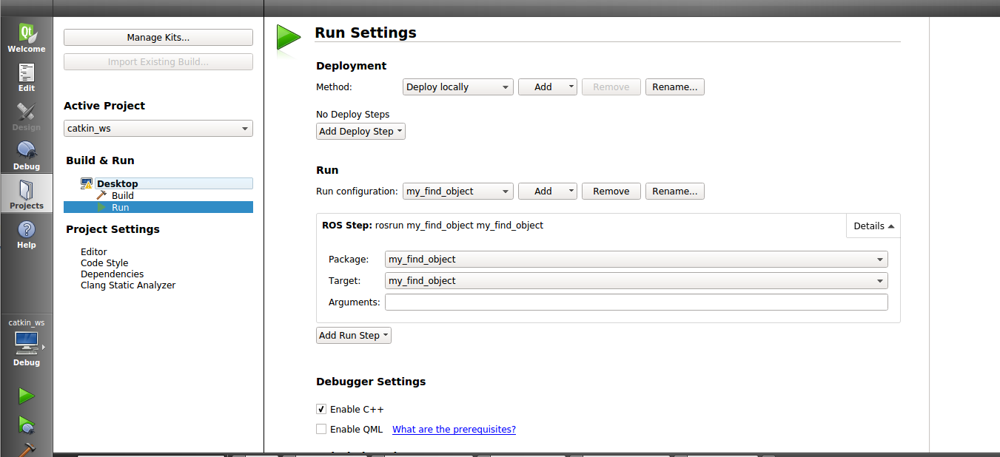 Qt
Welcome
Edit
Design
Debug
Projects
Help
catkin_ws
Debug
Manage Kits...
Import Existing Build...
Active Project
catkin_ws
Build & Run
Desktop
Build
Run
Project Settings
Editor
Code Style
Dependencies
Clang Static Analyzer
Run Settings
Deployment
Method: Deploy locally Add Remove Rename...
No Deploy Steps
Add Deploy Step
Run
Run configuration: my_find_object Add Remove Rename...
ROS Step: rosrun my_find_object my_find_object Details
Package: my_find_object
Target: my_find_object
Arguments:
Add Run Step
Debugger Settings
Enable C++
Enable QML What are the prerequisites?